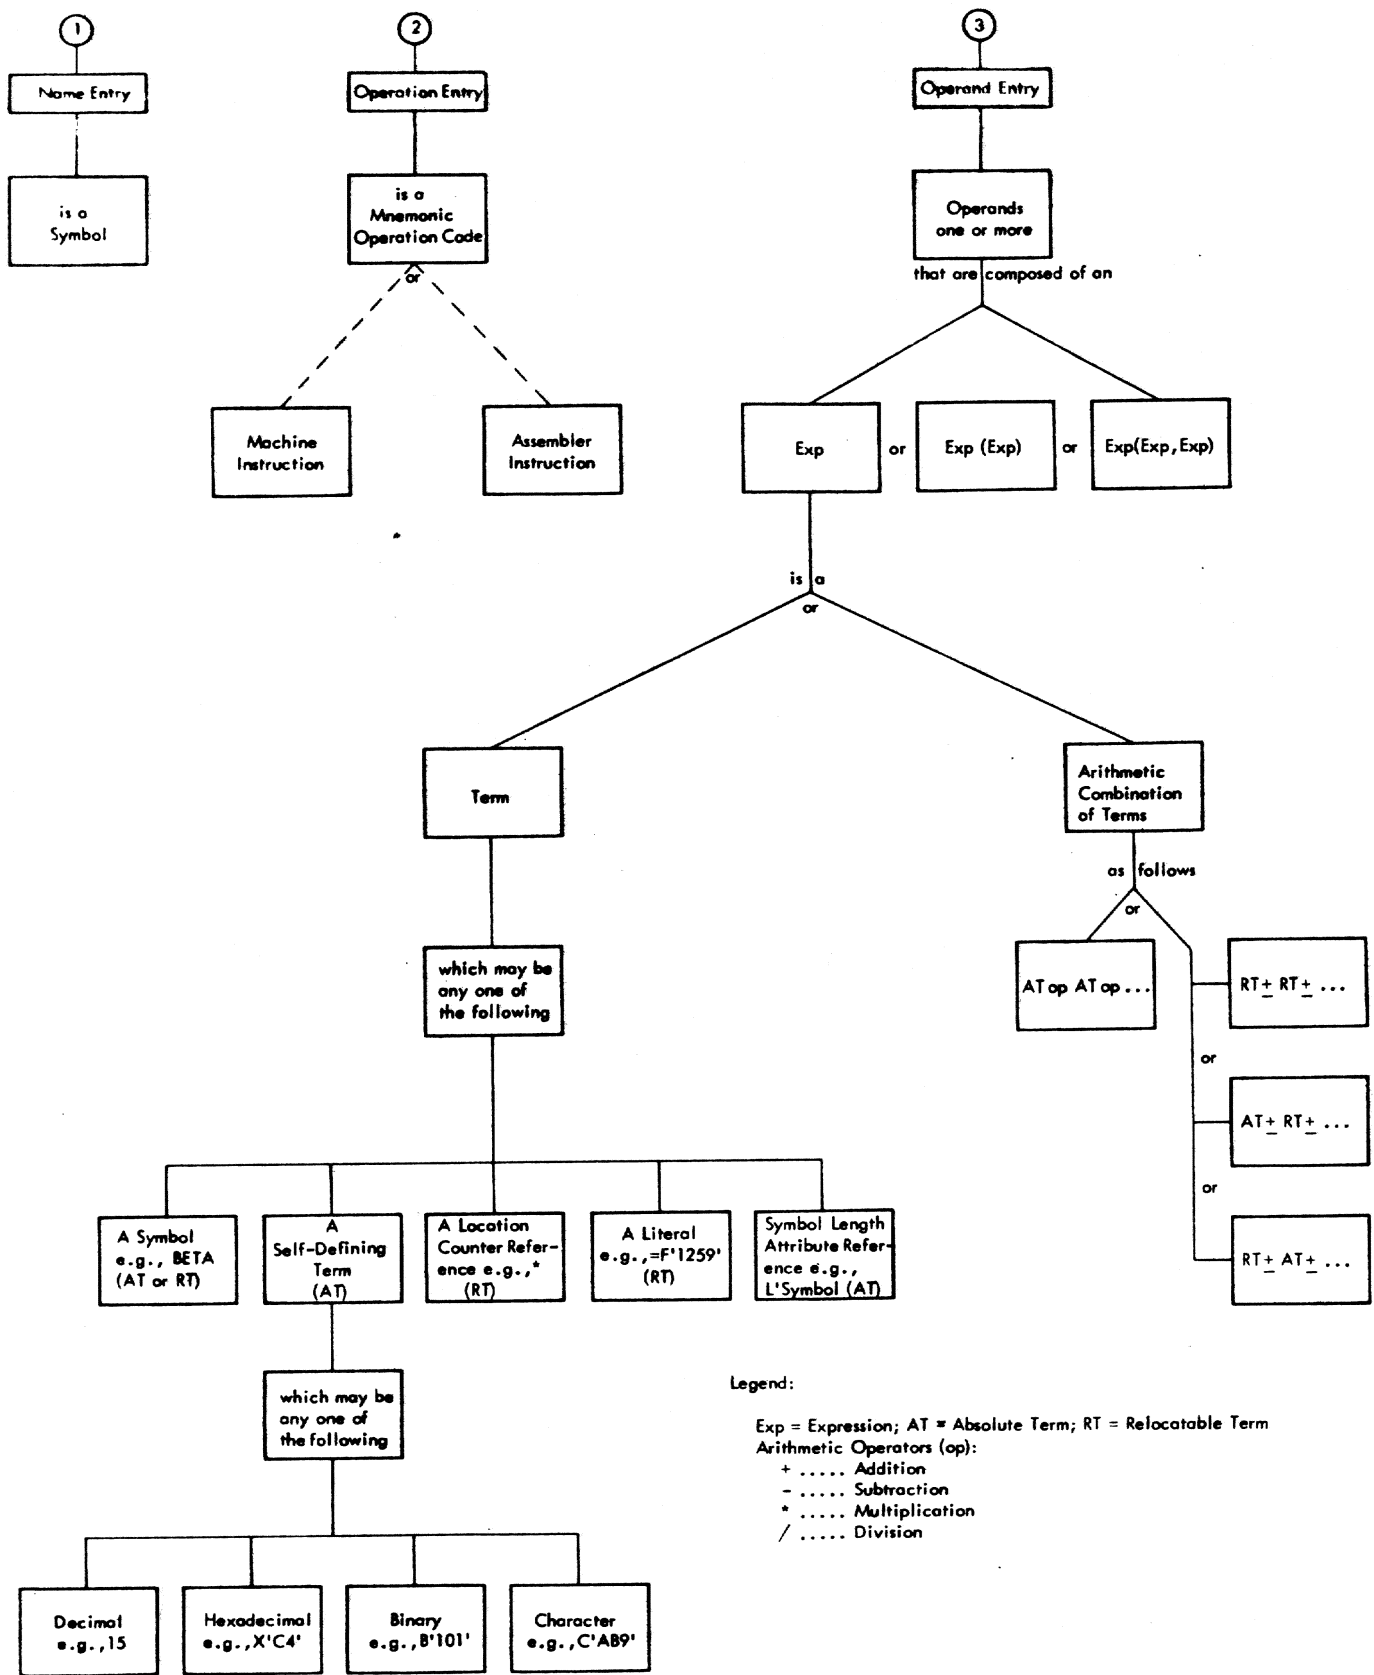 1
2
3
Name Entry
Operation Entry
Operand Entry
is a
Symbol
is a
Mnemonic
Operation Code
or
Operands
one or more
that are composed of an
Machine
Instruction
Assembler
Instruction
Exp
or
Exp (Exp)
or
Exp(Exp, Exp)
is a
or
Term
Arithmetic
Combination
of Terms
as follows
or
which may be
any one of
the following
AT op AT op ...
RT± RT± ...
or
AT± RT± ...
or
RT± AT± ...
A Symbol
e.g., BETA
(AT or RT)
A
Self-Defining
Term
(AT)
A Location
Counter Refer-
ence e.g.,*
(RT)
A Literal
e.g.,=F'1259'
(RT)
Symbol Length
Attribute Refer-
ence e.g.,
L'Symbol (AT)
which may be
any one of
the following
Decimal
e.g.,15
Hexadecimal
e.g.,X'C4'
Binary
e.g.,B'101'
Character
e.g.,C'AB9'
Legend:
Exp = Expression; AT = Absolute Term; RT = Relocatable Term
Arithmetic Operators (op):
+ ..... Addition
- ..... Subtraction
* ..... Multiplication
/ ..... Division